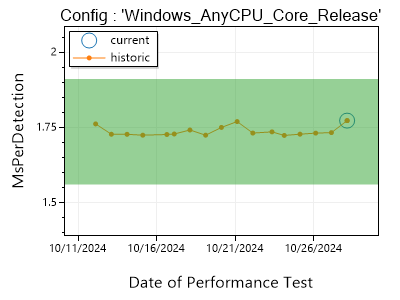 Config : 'Windows_AnyCPU_Core_Release'
current
historic
2
1.75
1.5
MsPerDetection
10/11/2024 10/16/2024 10/21/2024 10/26/2024
Date of Performance Test